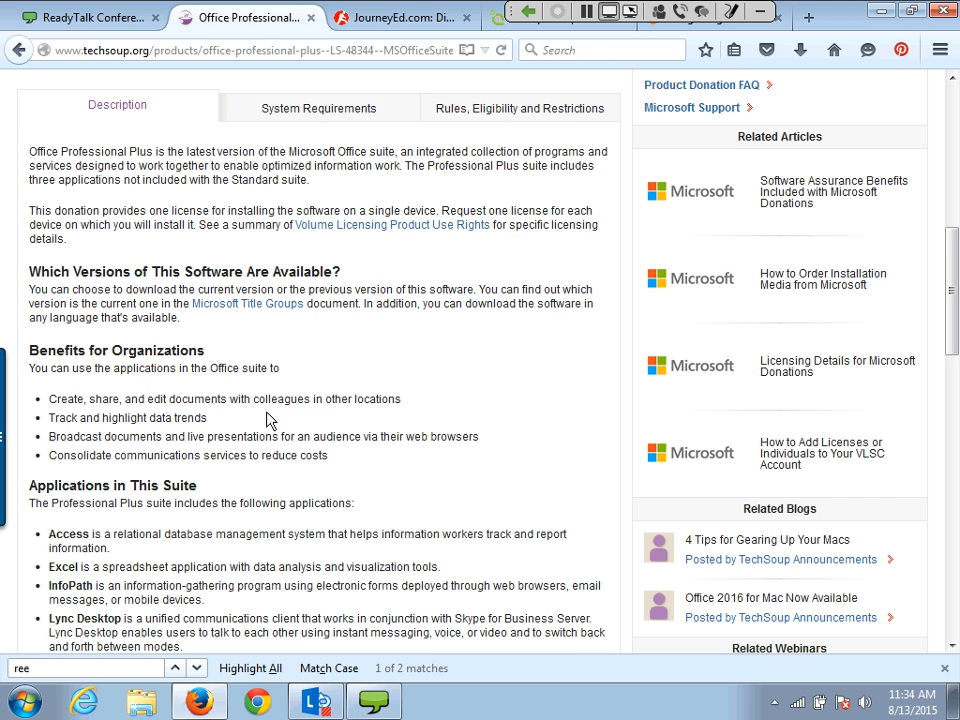 ReadyTalk Confere...
Office Professional...
JourneyEd.com: Di...
www.techsoup.org/products/office-professional-plus--LS-48344--MSOfficeSuite
Search
Description
System Requirements
Rules, Eligibility and Restrictions
Office Professional Plus is the latest version of the Microsoft Office suite, an integrated collection of programs and
services designed to work together to enable optimized information work. The Professional Plus suite includes
three applications not included with the Standard suite.
This donation provides one license for installing the software on a single device. Request one license for each
device on which you will install it. See a summary of Volume Licensing Product Use Rights for specific licensing
details.
Which Versions of This Software Are Available?
You can choose to download the current version or the previous version of this software. You can find out which
version is the current one in the Microsoft Title Groups document. In addition, you can download the software in
any language that's available.
Benefits for Organizations
You can use the applications in the Office suite to
• Create, share, and edit documents with colleagues in other locations
• Track and highlight data trends
• Broadcast documents and live presentations for an audience via their web browsers
• Consolidate communications services to reduce costs
Applications in This Suite
The Professional Plus suite includes the following applications:
• Access is a relational database management system that helps information workers track and report
information.
• Excel is a spreadsheet application with data analysis and visualization tools.
• InfoPath is an information-gathering program using electronic forms deployed through web browsers, email
messages, or mobile devices.
• Lync Desktop is a unified communications client that works in conjunction with Skype for Business Server.
Lync Desktop enables users to talk to each other using instant messaging, voice, or video and to switch back
and forth between modes.
Product Donation FAQ
Microsoft Support
Related Articles
Microsoft
Software Assurance Benefits
Included with Microsoft
Donations
Microsoft
How to Order Installation
Media from Microsoft
Microsoft
Licensing Details for Microsoft
Donations
Microsoft
How to Add Licenses or
Individuals to Your VLSC
Account
Related Blogs
4 Tips for Gearing Up Your Macs
Posted by TechSoup Announcements
Office 2016 for Mac Now Available
Posted by TechSoup Announcements
Related Webinars
ree
Highlight All
Match Case
1 of 2 matches
11:34 AM
8/13/2015